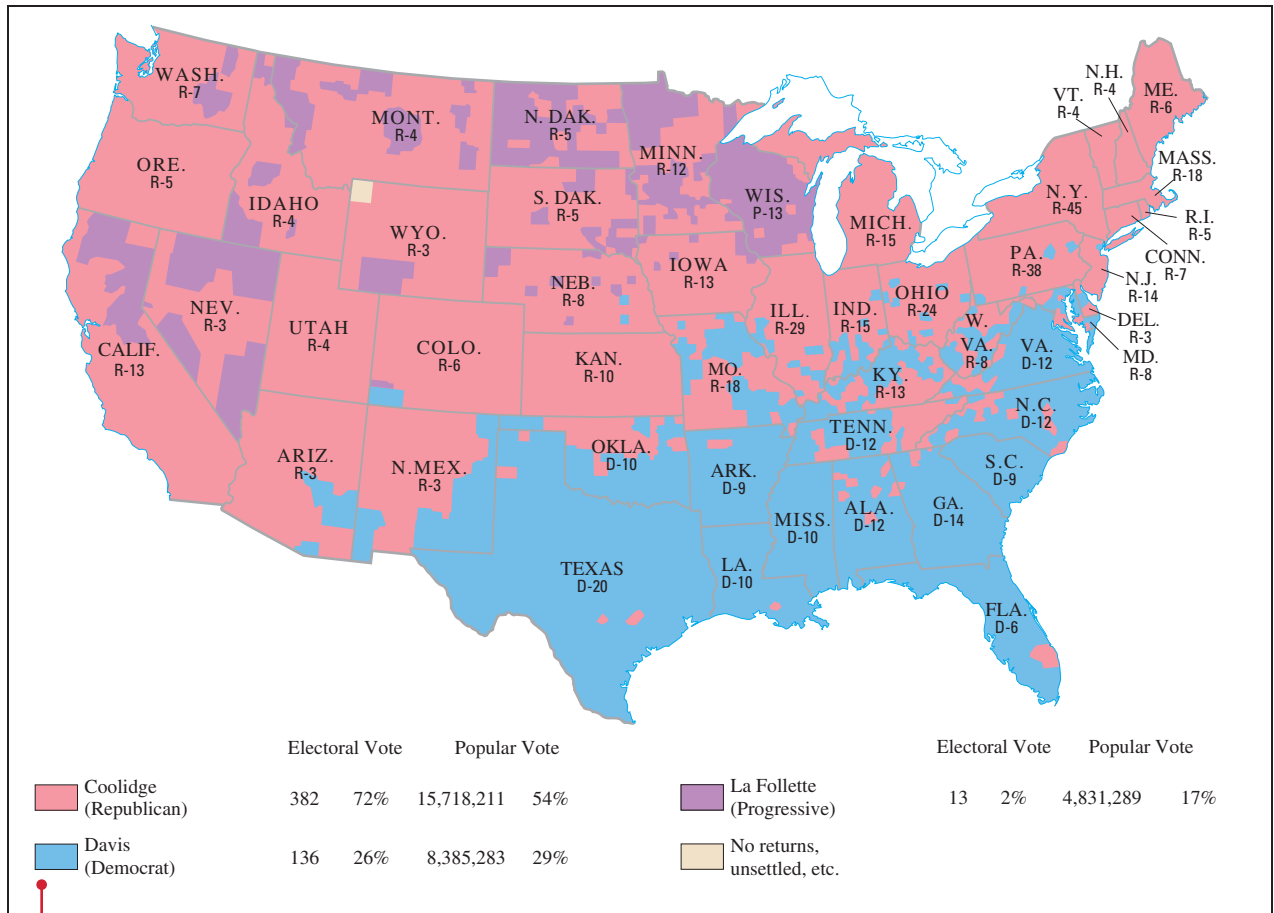 WASH.
R-7
ORE.
R-5
CALIF.
R-13
NEV.
R-3
IDAHO
R-4
MONT.
R-4
WYO.
R-3
UTAH
R-4
COLO.
R-6
ARIZ.
R-3
N.MEX.
R-3
N. DAK.
R-5
S. DAK.
R-5
NEB.
R-8
KAN.
R-10
OKLA.
D-10
TEXAS
D-20
MINN.
R-12
IOWA
R-13
MO.
R-18
ARK.
D-9
LA.
D-10
WIS.
P-13
ILL.
R-29
MICH.
R-15
IND.
R-15
OHIO
R-24
KY.
R-13
TENN.
D-12
MISS.
D-10
ALA.
D-12
GA.
D-14
FLA.
D-6
S.C.
D-9
N.C.
D-12
VA.
D-12
W.
VA.
R-8
PA.
R-38
N.Y.
R-45
VT.
R-4
N.H.
R-4
ME.
R-6
MASS.
R-18
R.I.
R-5
CONN.
R-7
N.J.
R-14
DEL.
R-3
MD.
R-8
Electoral Vote Popular Vote
Coolidge
(Republican) 382 72% 15,718,211 54%
Davis
(Democrat) 136 26% 8,385,283 29%
Electoral Vote Popular Vote
La Follette
(Progressive) 13 2% 4,831,289 17%
No returns,
unsettled, etc.